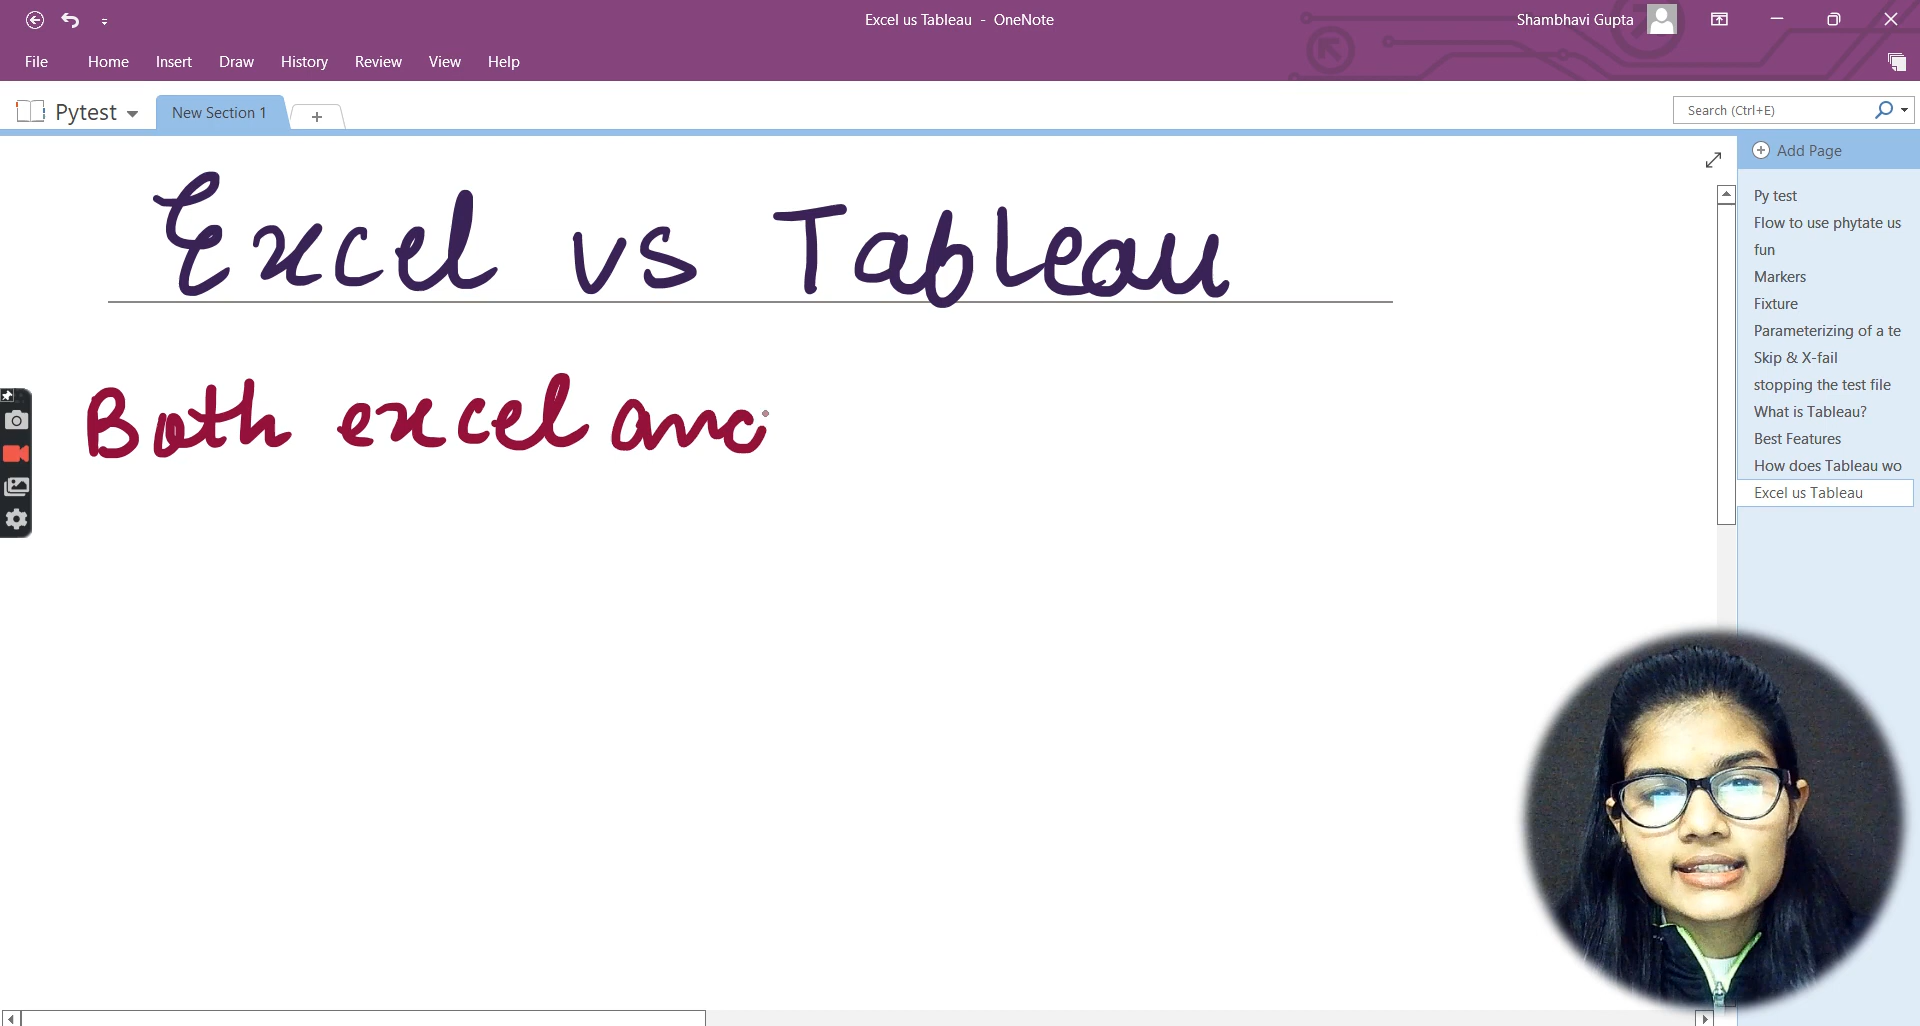 Excel us Tableau - OneNote
Shambhavi Gupta
File Home Insert Draw History Review View Help
Pytest
New Section 1
+
Search (Ctrl+E)
Add Page
Excel vs Tableau
Both excel anc
Py test
Flow to use phytate us
fun
Markers
Fixture
Parameterizing of a te
Skip & X-fail
stopping the test file
What is Tableau?
Best Features
How does Tableau wo
Excel us Tableau